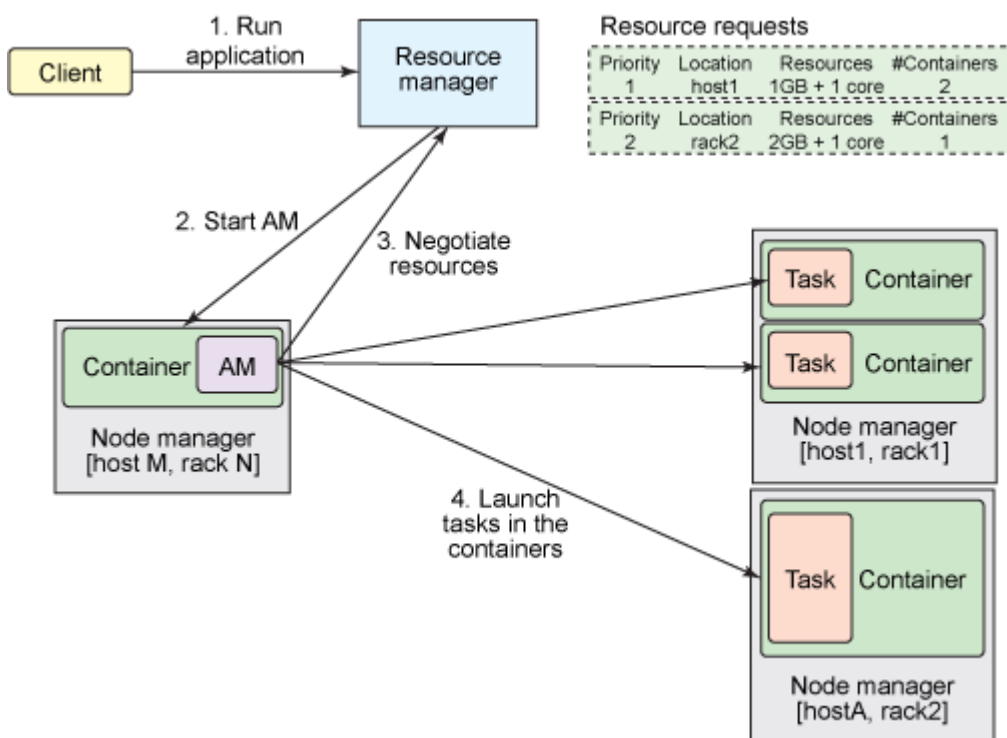 1. Run
application
Client
Resource
manager
Resource requests
Priority Location Resources #Containers
1 host1 1GB + 1 core 2
Priority Location Resources #Containers
2 rack2 2GB + 1 core 1
2. Start AM
3. Negotiate
resources
Container AM
Node manager
[host M, rack N]
Task Container
Task Container
Node manager
[host1, rack1]
4. Launch
tasks in the
containers
Task Container
Node manager
[hostA, rack2]